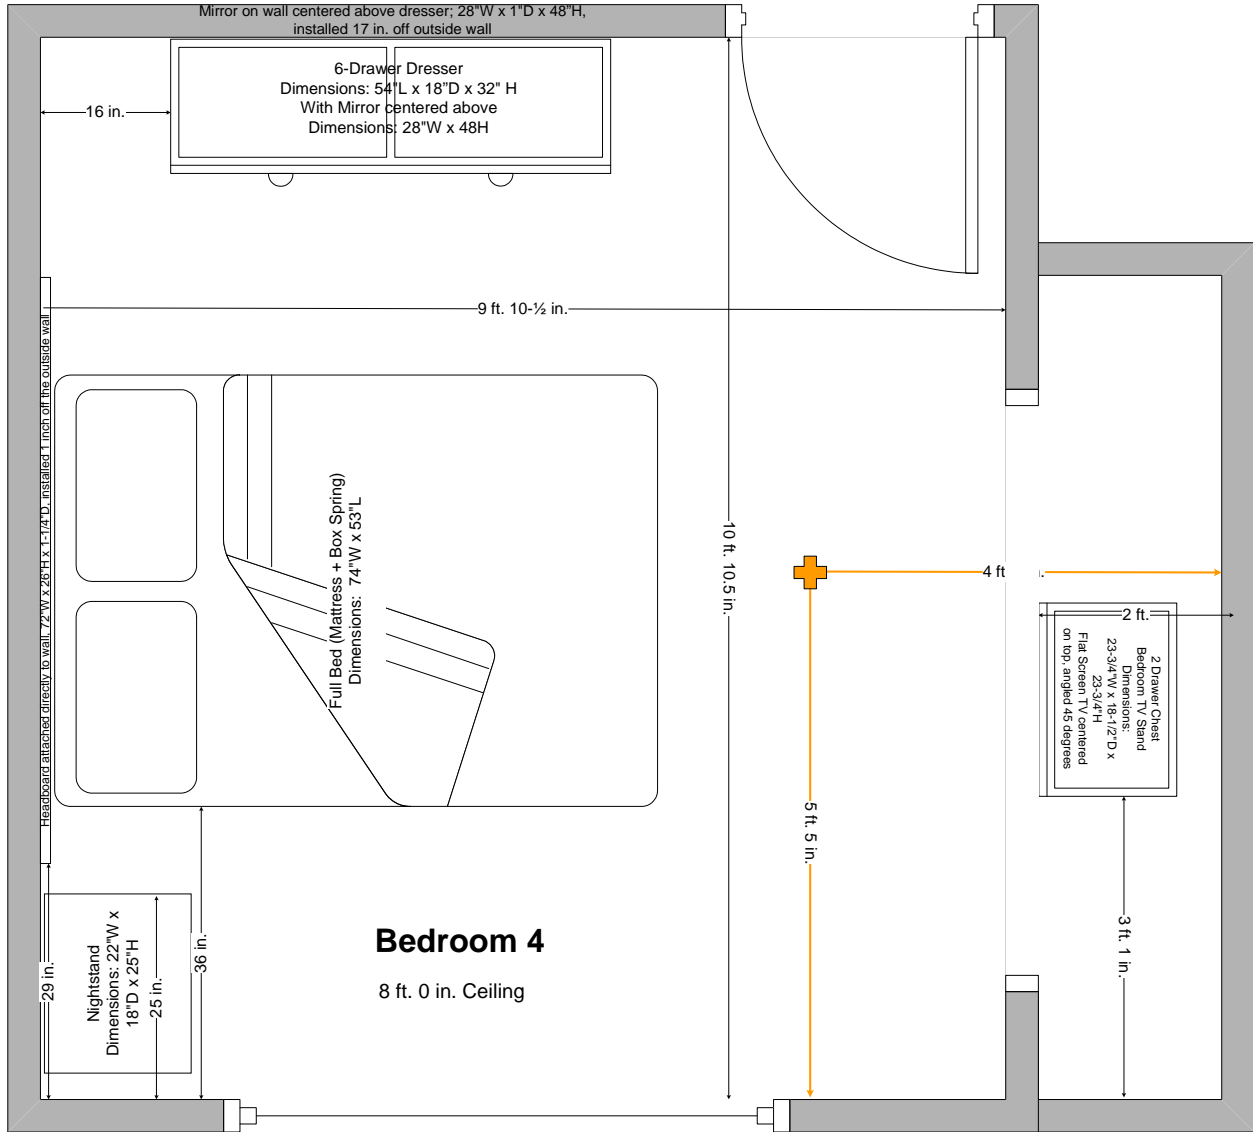 Mirror on wall centered above dresser; 28"W x 1"D x 48"H,
installed 17 in. off outside wall
6-Drawer Dresser
Dimensions: 54"L x 18"D x 32" H
With Mirror centered above
Dimensions: 28"W x 48H
16 in.
9 ft. 10-½ in.
Headboard attached directly to wall, 72"W x 26"H x 1-1/4"D, installed 1 inch off the outside wall
Full Bed (Mattress + Box Spring)
Dimensions: 74"W x 53"L
10 ft. 10.5 in.
4 ft
2 ft.
2 Drawer Chest
Bedroom TV Stand
Dimensions:
23-3/4"W x 18-1/2"D x
23-3/4"H
Flat Screen TV centered
on top, angled 45 degrees
5 ft. 5 in.
3 ft. 1 in.
29 in.
Nightstand
Dimensions: 22"W x
18"D x 25"H
25 in.
36 in.
Bedroom 4
8 ft. 0 in. Ceiling